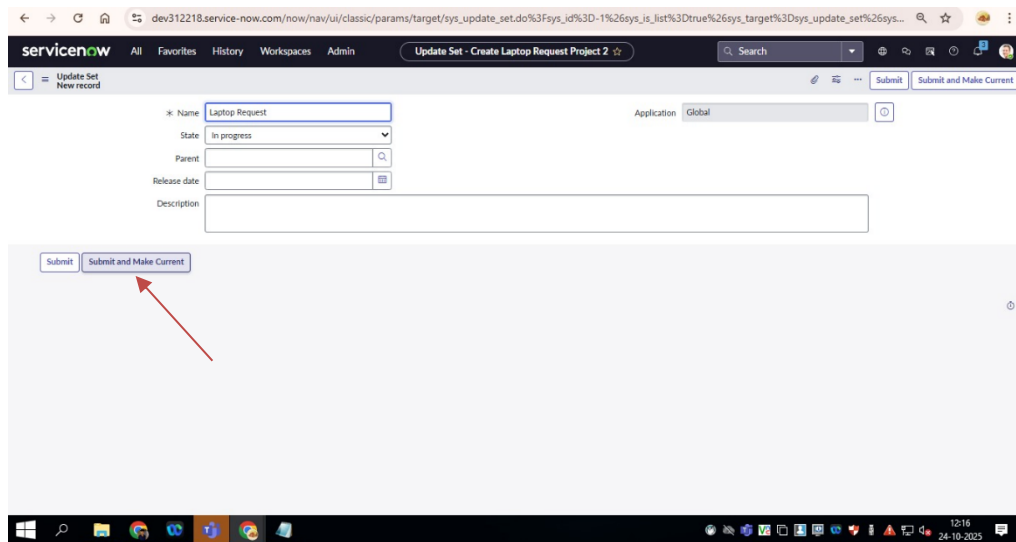 dev312218.service-now.com/now/nav/ui/classic/params/target/sys_update_set.do%3Fsys_id%3D-1%26sys_is_list%3Dtrue%26sys_target%3Dsys_update_set%26sys...
servicenow All Favorites History Workspaces Admin Update Set - Create Laptop Request Project 2 ☆ Search 2
Update Set
New record
Submit Submit and Make Current
* Name Laptop Request Application Global
State In progress
Parent
Release date
Description
Submit Submit and Make Current
12:16
24-10-2025